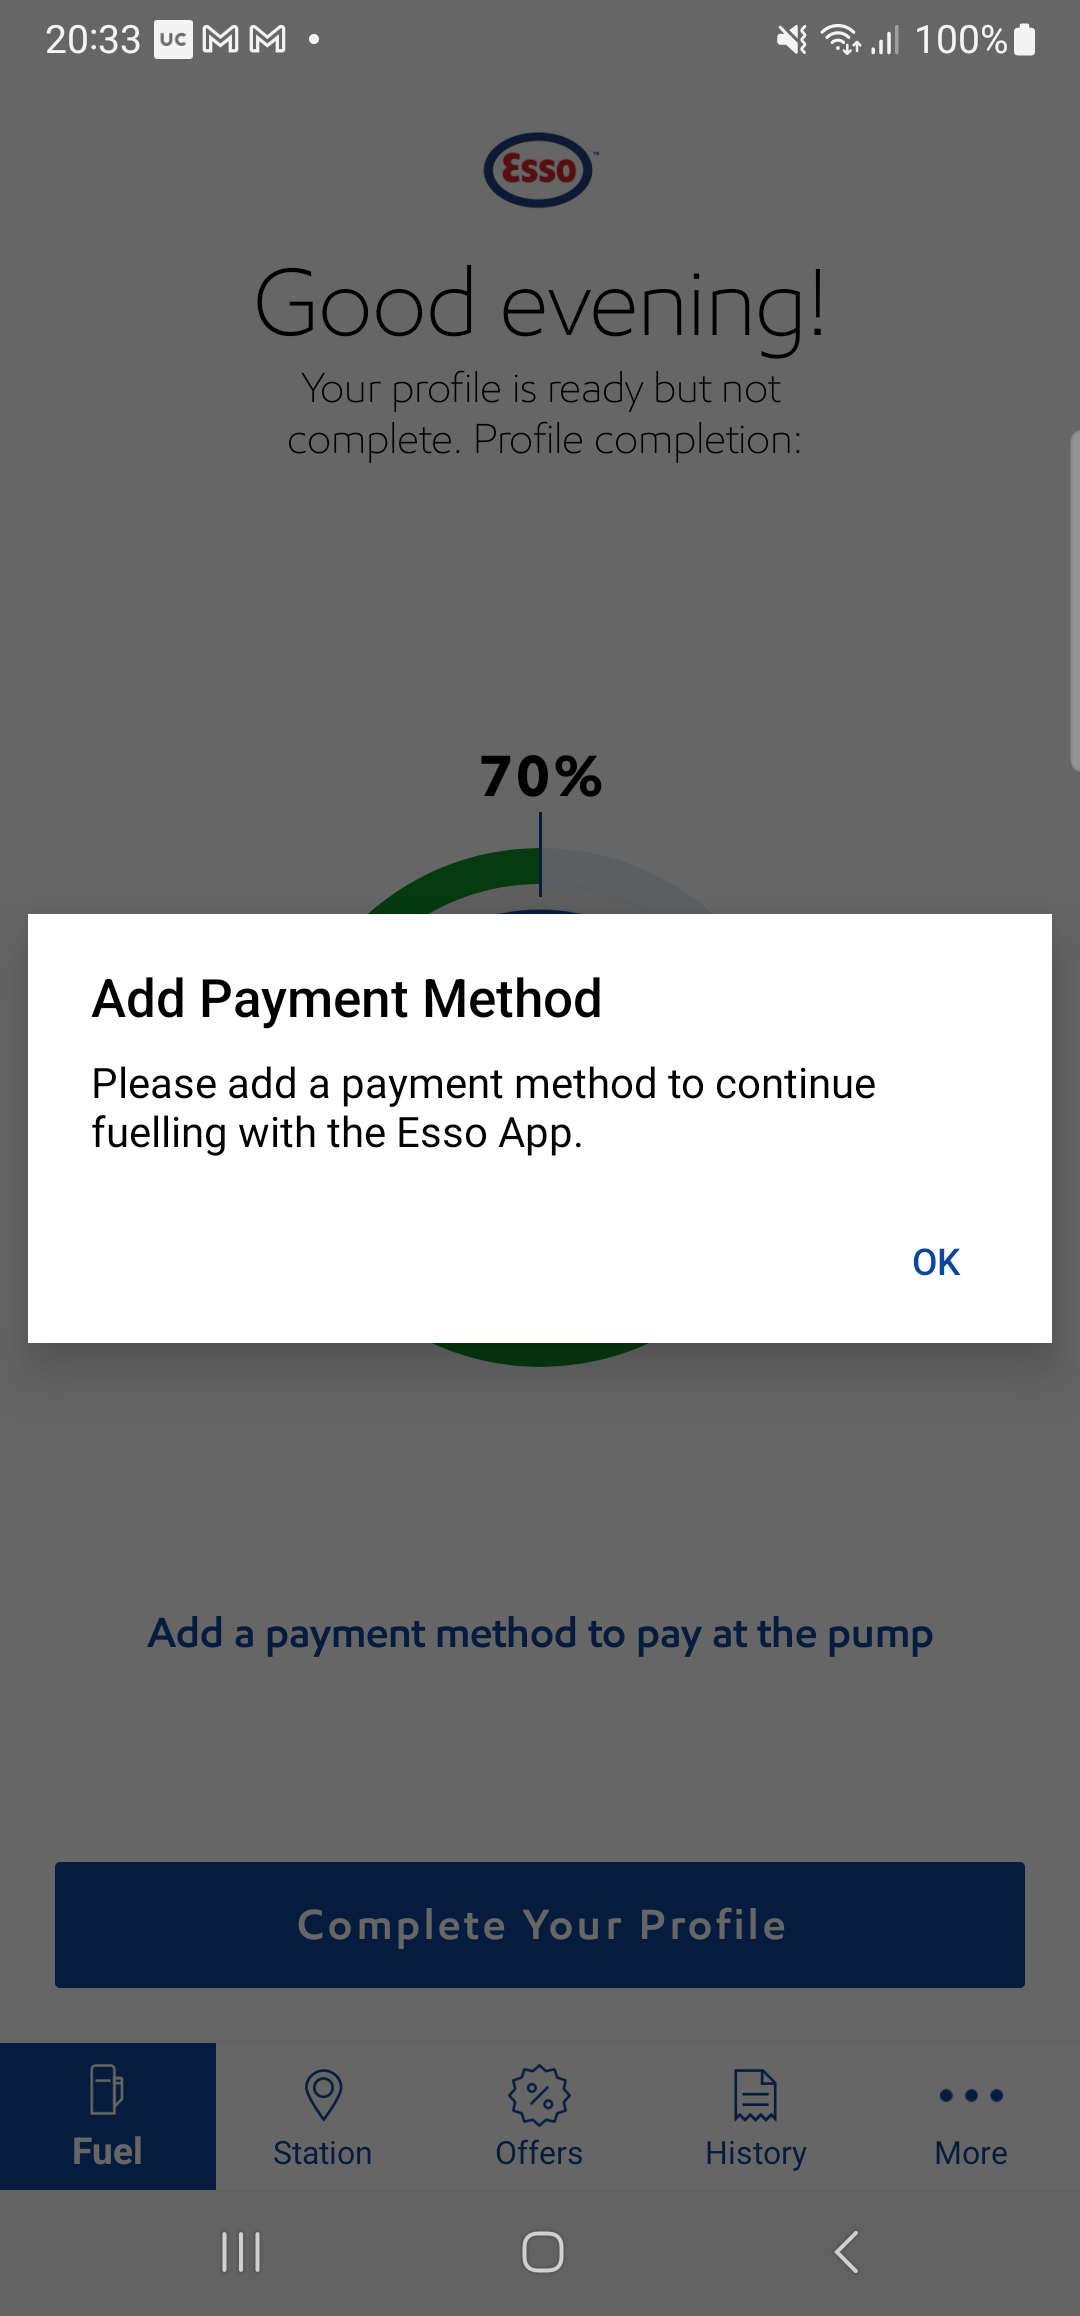 20:33 UC 100%
Esso
Good evening!
Your profile is ready but not
complete. Profile completion:
70%
Add Payment Method
Please add a payment method to continue
fuelling with the Esso App.
OK
Add a payment method to pay at the pump
Complete Your Profile
Fuel Station Offers History More